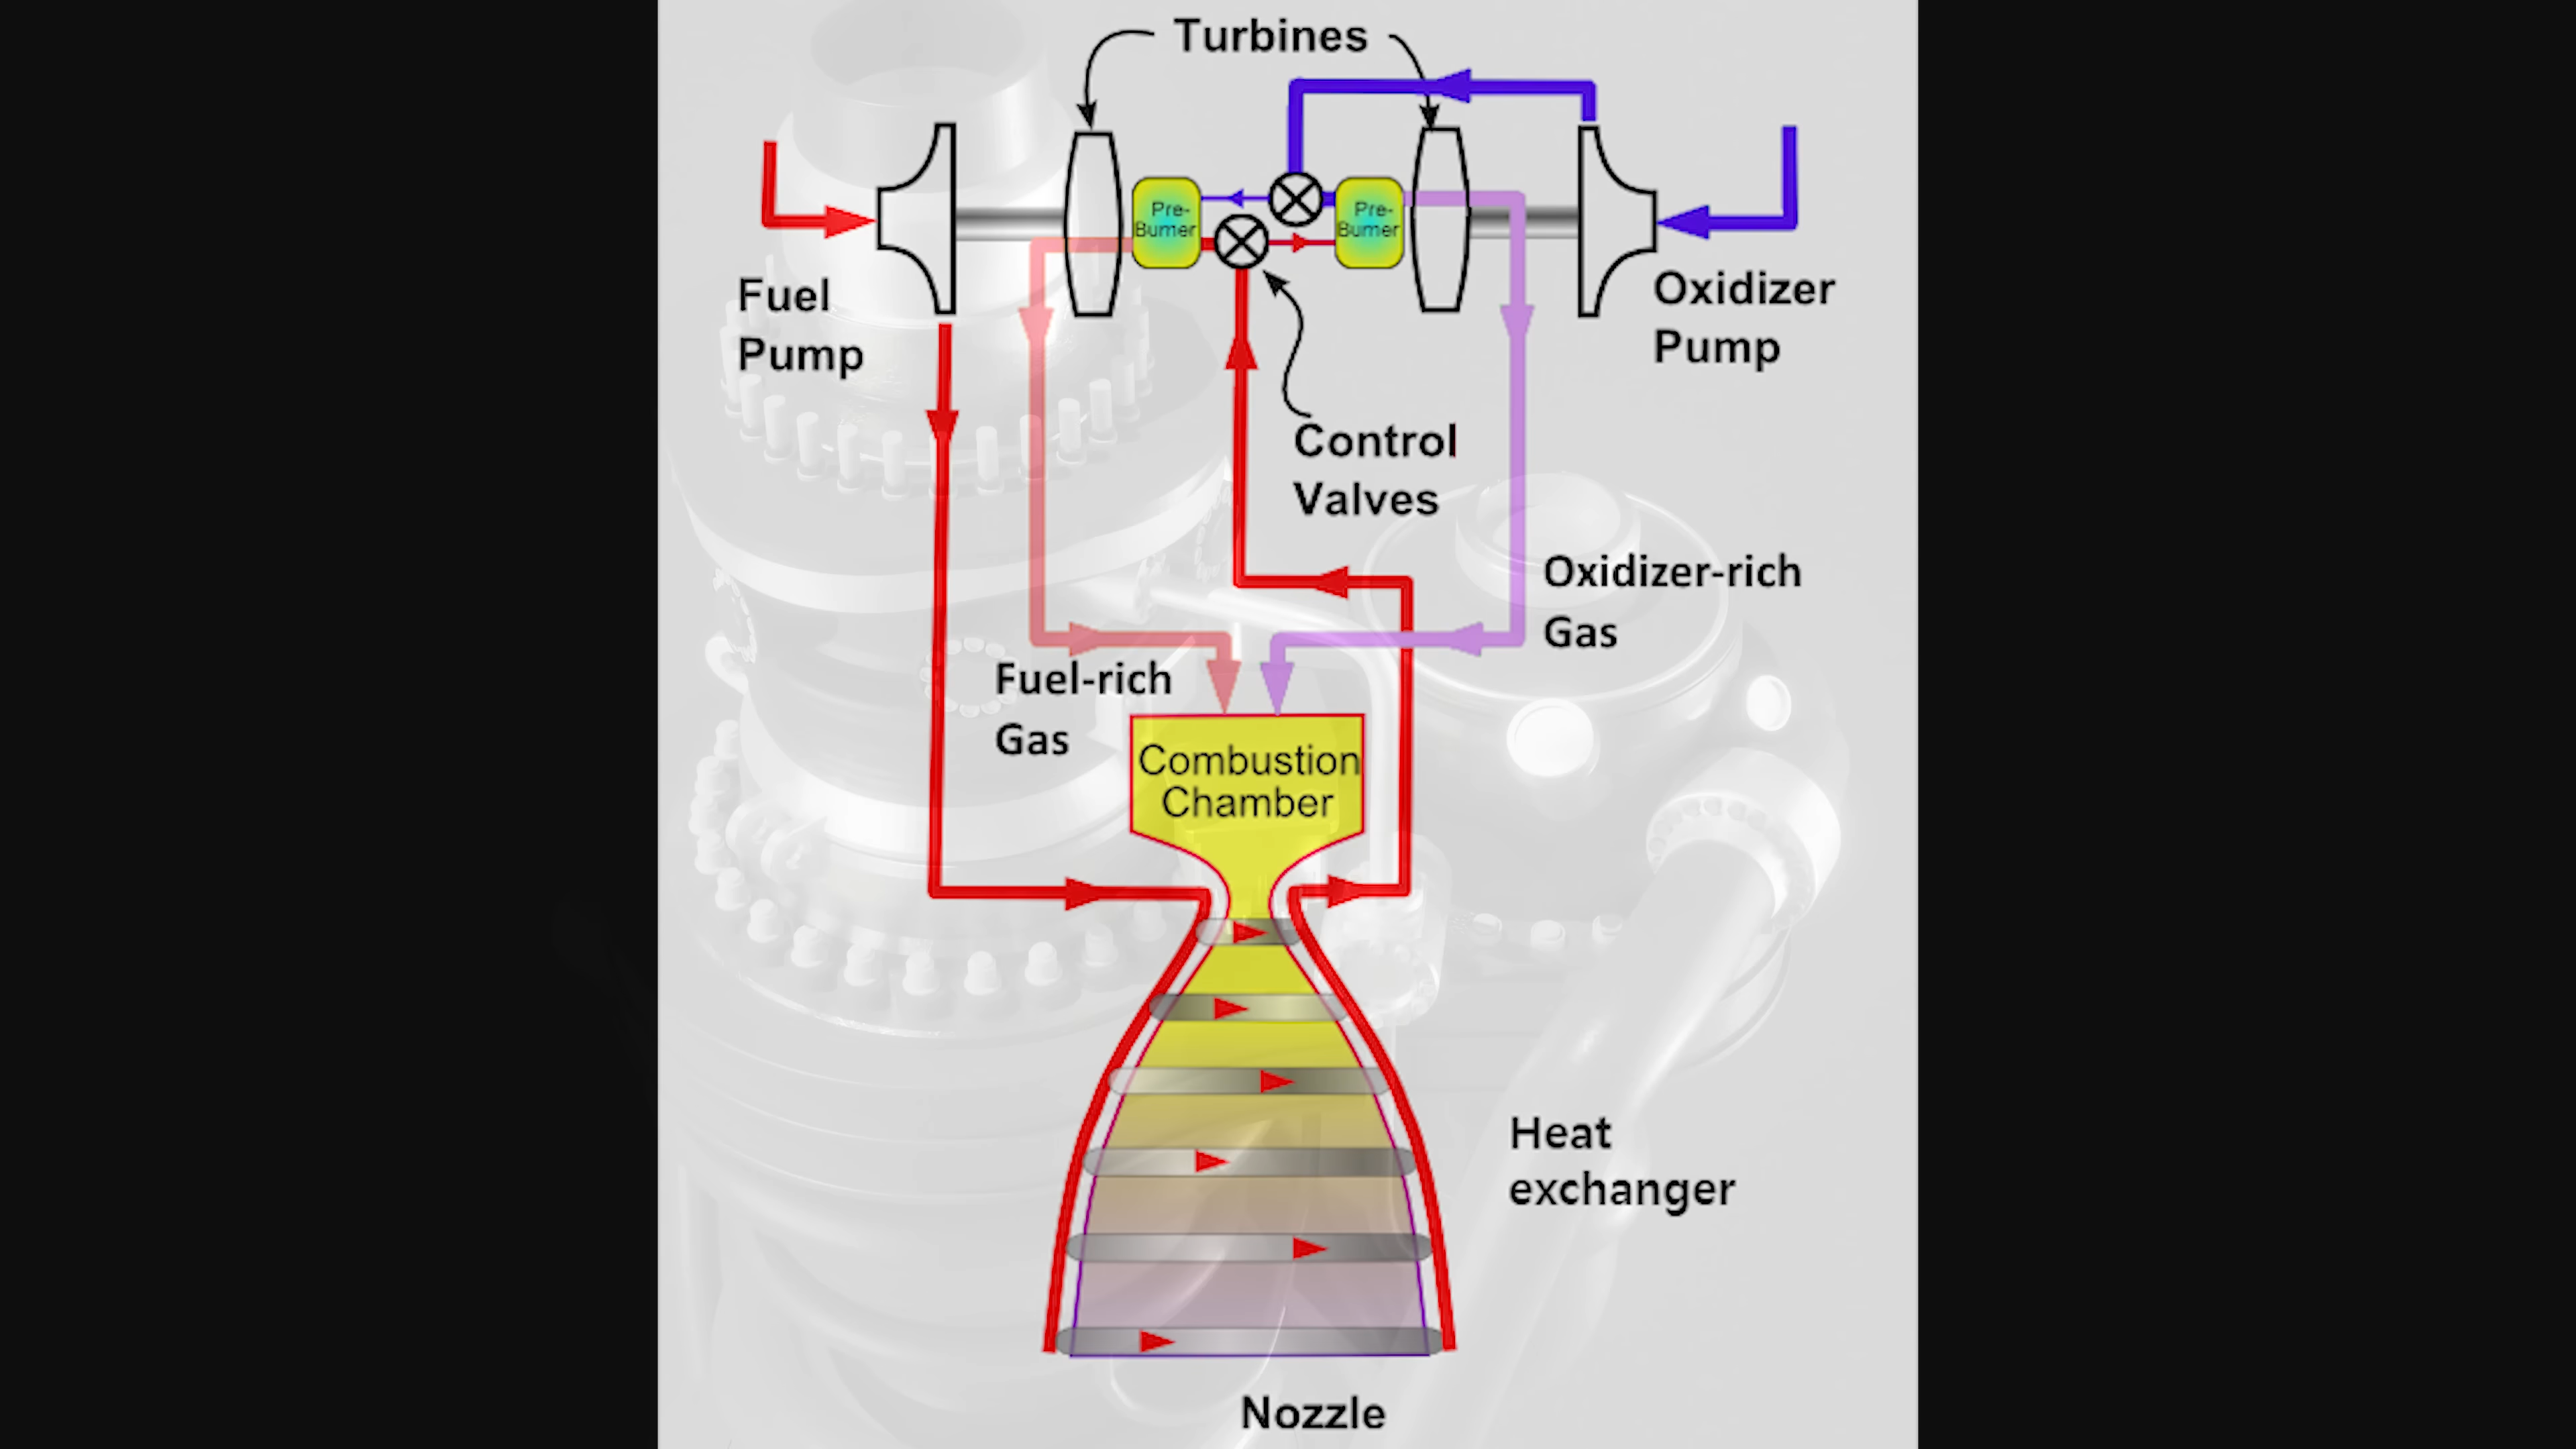 Turbines
Pre-
Burner
Pre-
Burner
Fuel
Pump
Oxidizer
Pump
Control
Valves
Oxidizer-rich
Gas
Fuel-rich
Gas
Combustion
Chamber
Heat
exchanger
Nozzle